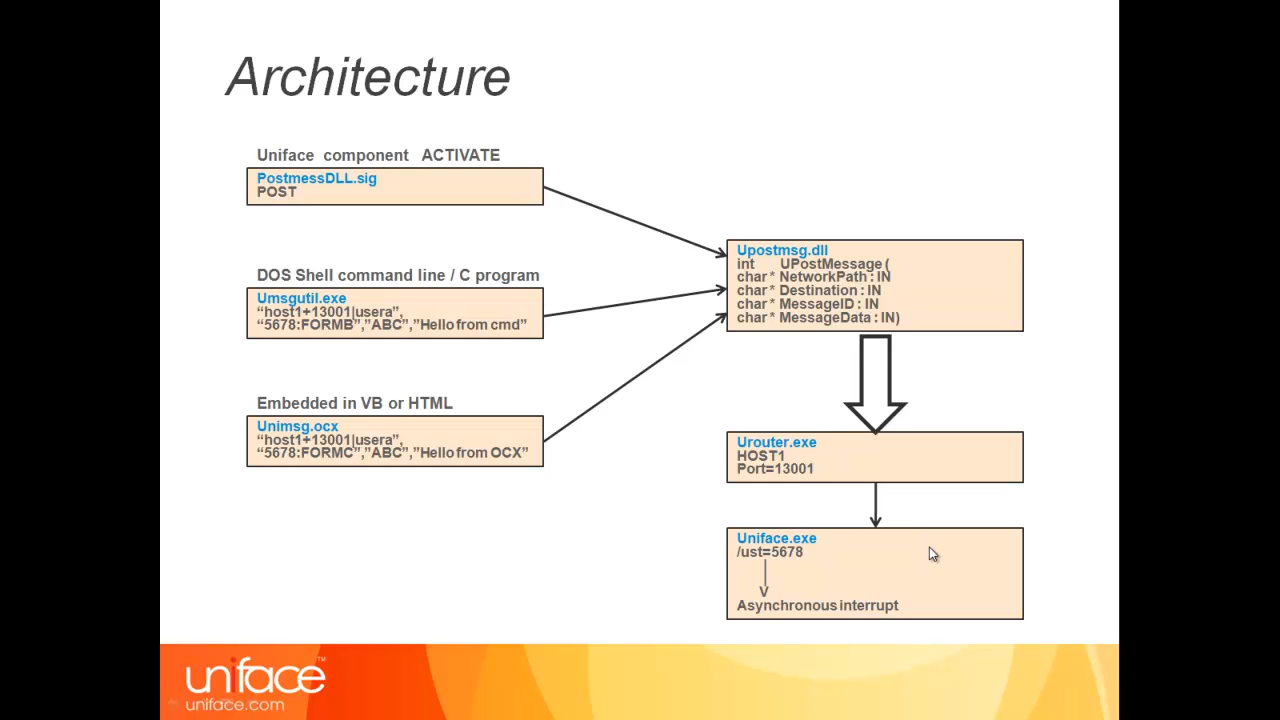 Architecture
Uniface component ACTIVATE
PostmessDLL.sig
POST
DOS Shell command line / C program
Umsgutil.exe
“host1+13001|usera”,
“5678:FORMB”,”ABC”,”Hello from cmd”
Embedded in VB or HTML
Unimsg.ocx
“host1+13001|usera”,
“5678:FORMC”,”ABC”,”Hello from OCX”
Upostmsg.dll
int UPostMessage (
char * NetworkPath : IN
char * Destination : IN
char * MessageID : IN
char * MessageData : IN)
Urouter.exe
HOST1
Port=13001
Uniface.exe
/ust=5678
V
Asynchronous interrupt
uniface™
uniface.com